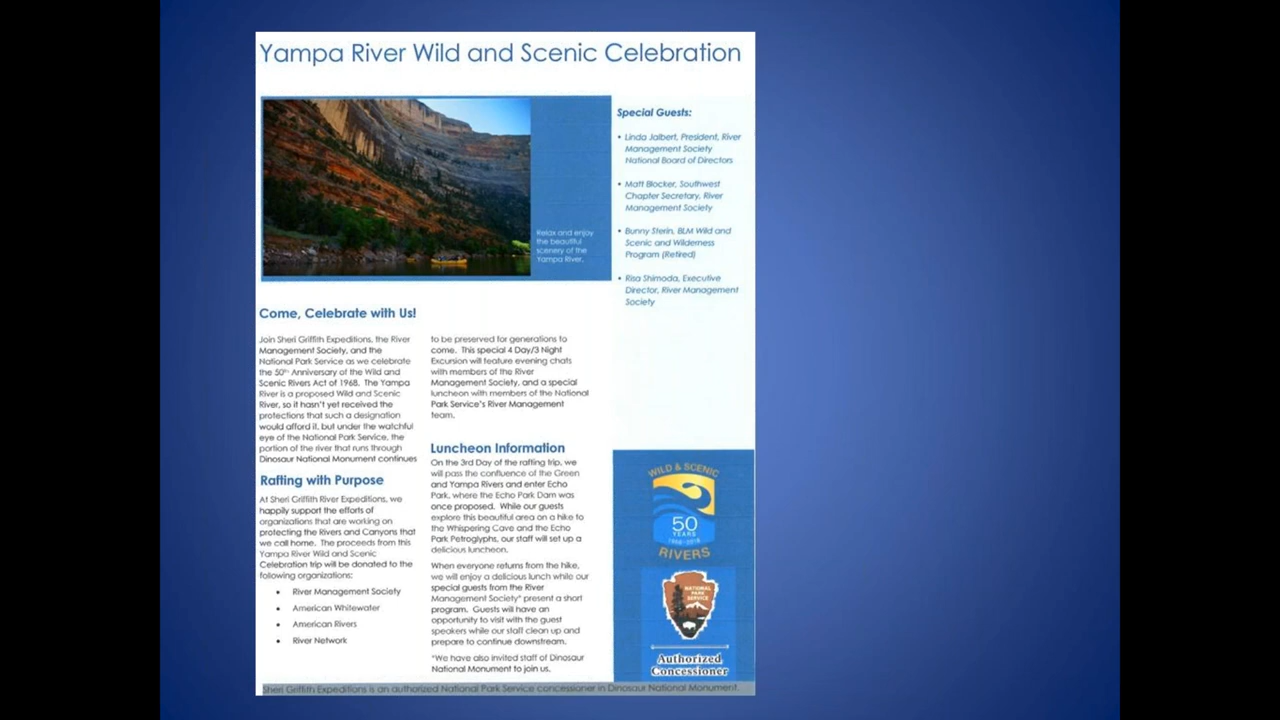 Yampa River Wild and Scenic Celebration
Relax and enjoy
the beautiful
scenery of the
Yampa River.
Special Guests:
• Linda Jalbert, President, River
Management Society
National Board of Directors
• Matt Blocker, Southwest
Chapter Secretary, River
Management Society
• Bunny Sterin, BLM Wild and
Scenic and Wilderness
Program (Retired)
• Risa Shimoda, Executive
Director, River Management
Society
Come, Celebrate with Us!
Join Sheri Griffith Expeditions, the River
Management Society, and the
National Park Service as we celebrate
the 50th Anniversary of the Wild and
Scenic Rivers Act of 1968. The Yampa
River is a proposed Wild and Scenic
River, so it hasn't yet received the
protections that such a designation
would afford it, but under the watchful
eye of the National Park Service, the
portion of the river that runs through
Dinosaur National Monument continues
to be preserved for generations to
come. This special 4 Day/3 Night
Excursion will feature evening chats
with members of the River
Management Society, and a special
luncheon with members of the National
Park Service's River Management
team.
Rafting with Purpose
At Sheri Griffith River Expeditions, we
happily support the efforts of
organizations that are working on
protecting the Rivers and Canyons that
we call home. The proceeds from this
Yampa River Wild and Scenic
Celebration trip will be donated to the
following organizations:
• River Management Society
• American Whitewater
• American Rivers
• River Network
Luncheon Information
On the 3rd Day of the rafting trip, we
will pass the confluence of the Green
and Yampa Rivers and enter Echo
Park, where the Echo Park Dam was
once proposed. While our guests
explore this beautiful area on a hike to
the Whispering Cave and the Echo
Park Petroglyphs, our staff will set up a
delicious luncheon.
When everyone returns from the hike,
we will enjoy a delicious lunch while our
special guests from the River
Management Society* present a short
program. Guests will have an
opportunity to visit with the guest
speakers while our staff clean up and
prepare to continue downstream.
*We have also invited staff of Dinosaur
National Monument to join us.
WILD & SCENIC
50
YEARS
1968-2018
RIVERS
NATIONAL
PARK
SERVICE
Authorized
Concessioner
Sheri Griffith Expeditions is an authorized National Park Service concessioner in Dinosaur National Monument.